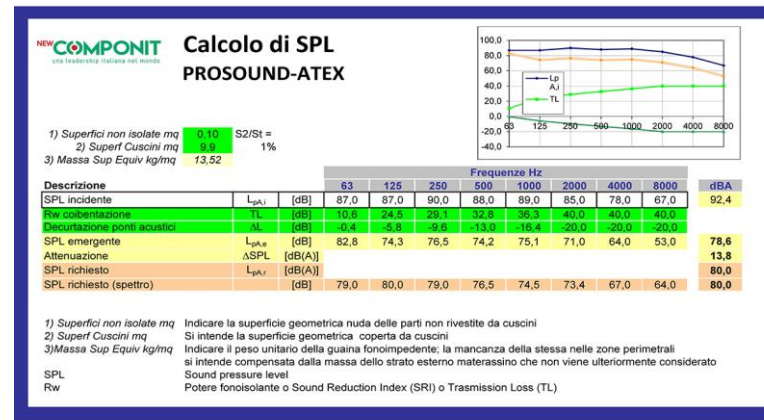 NEW COMPONIT
una leadership italiana nel mondo
Calcolo di SPL
PROSOUND-ATEX
100,0
80,0
60,0
40,0
20,0
0,0
-20,0
-40,0
63 125 250 500 1000 2000 4000 8000
Lp
A,i
TL
1) Superfici non isolate mq 0,10 S2/St =
2) Superf Cuscini mq 9,9 1%
3) Massa Sup Equiv kg/mq 13,52
Frequenze Hz
Descrizione 63 125 250 500 1000 2000 4000 8000 dBA
SPL incidente LpA,i [dB] 87,0 87,0 90,0 88,0 89,0 85,0 78,0 67,0 92,4
Rw coibentazione TL [dB] 10,6 24,5 29,1 32,8 36,3 40,0 40,0 40,0
Decurtazione ponti acustici ΔL [dB] -0,4 -5,8 -9,6 -13,0 -16,4 -20,0 -20,0 -20,0
SPL emergente LpA,e [dB] 82,8 74,3 76,5 74,2 75,1 71,0 64,0 53,0 78,6
Attenuazione ΔSPL [dB(A)] 13,8
SPL richiesto LpA,r [dB(A)] 80,0
SPL richiesto (spettro) [dB] 79,0 80,0 79,0 76,5 74,5 73,4 67,0 64,0 80,0
1) Superfici non isolate mq Indicare la superficie geometrica nuda delle parti non rivestite da cuscini
2) Superf Cuscini mq Si intende la superficie geometrica coperta da cuscini
3)Massa Sup Equiv kg/mq Indicare il peso unitario della guaina fonoimpedente; la mancanza della stessa nelle zone perimetrali
si intende compensata dalla massa dello strato esterno materassino che non viene ulteriormente considerato
SPL Sound pressure level
Rw Potere fonoisolante o Sound Reduction Index (SRI) o Trasmission Loss (TL)